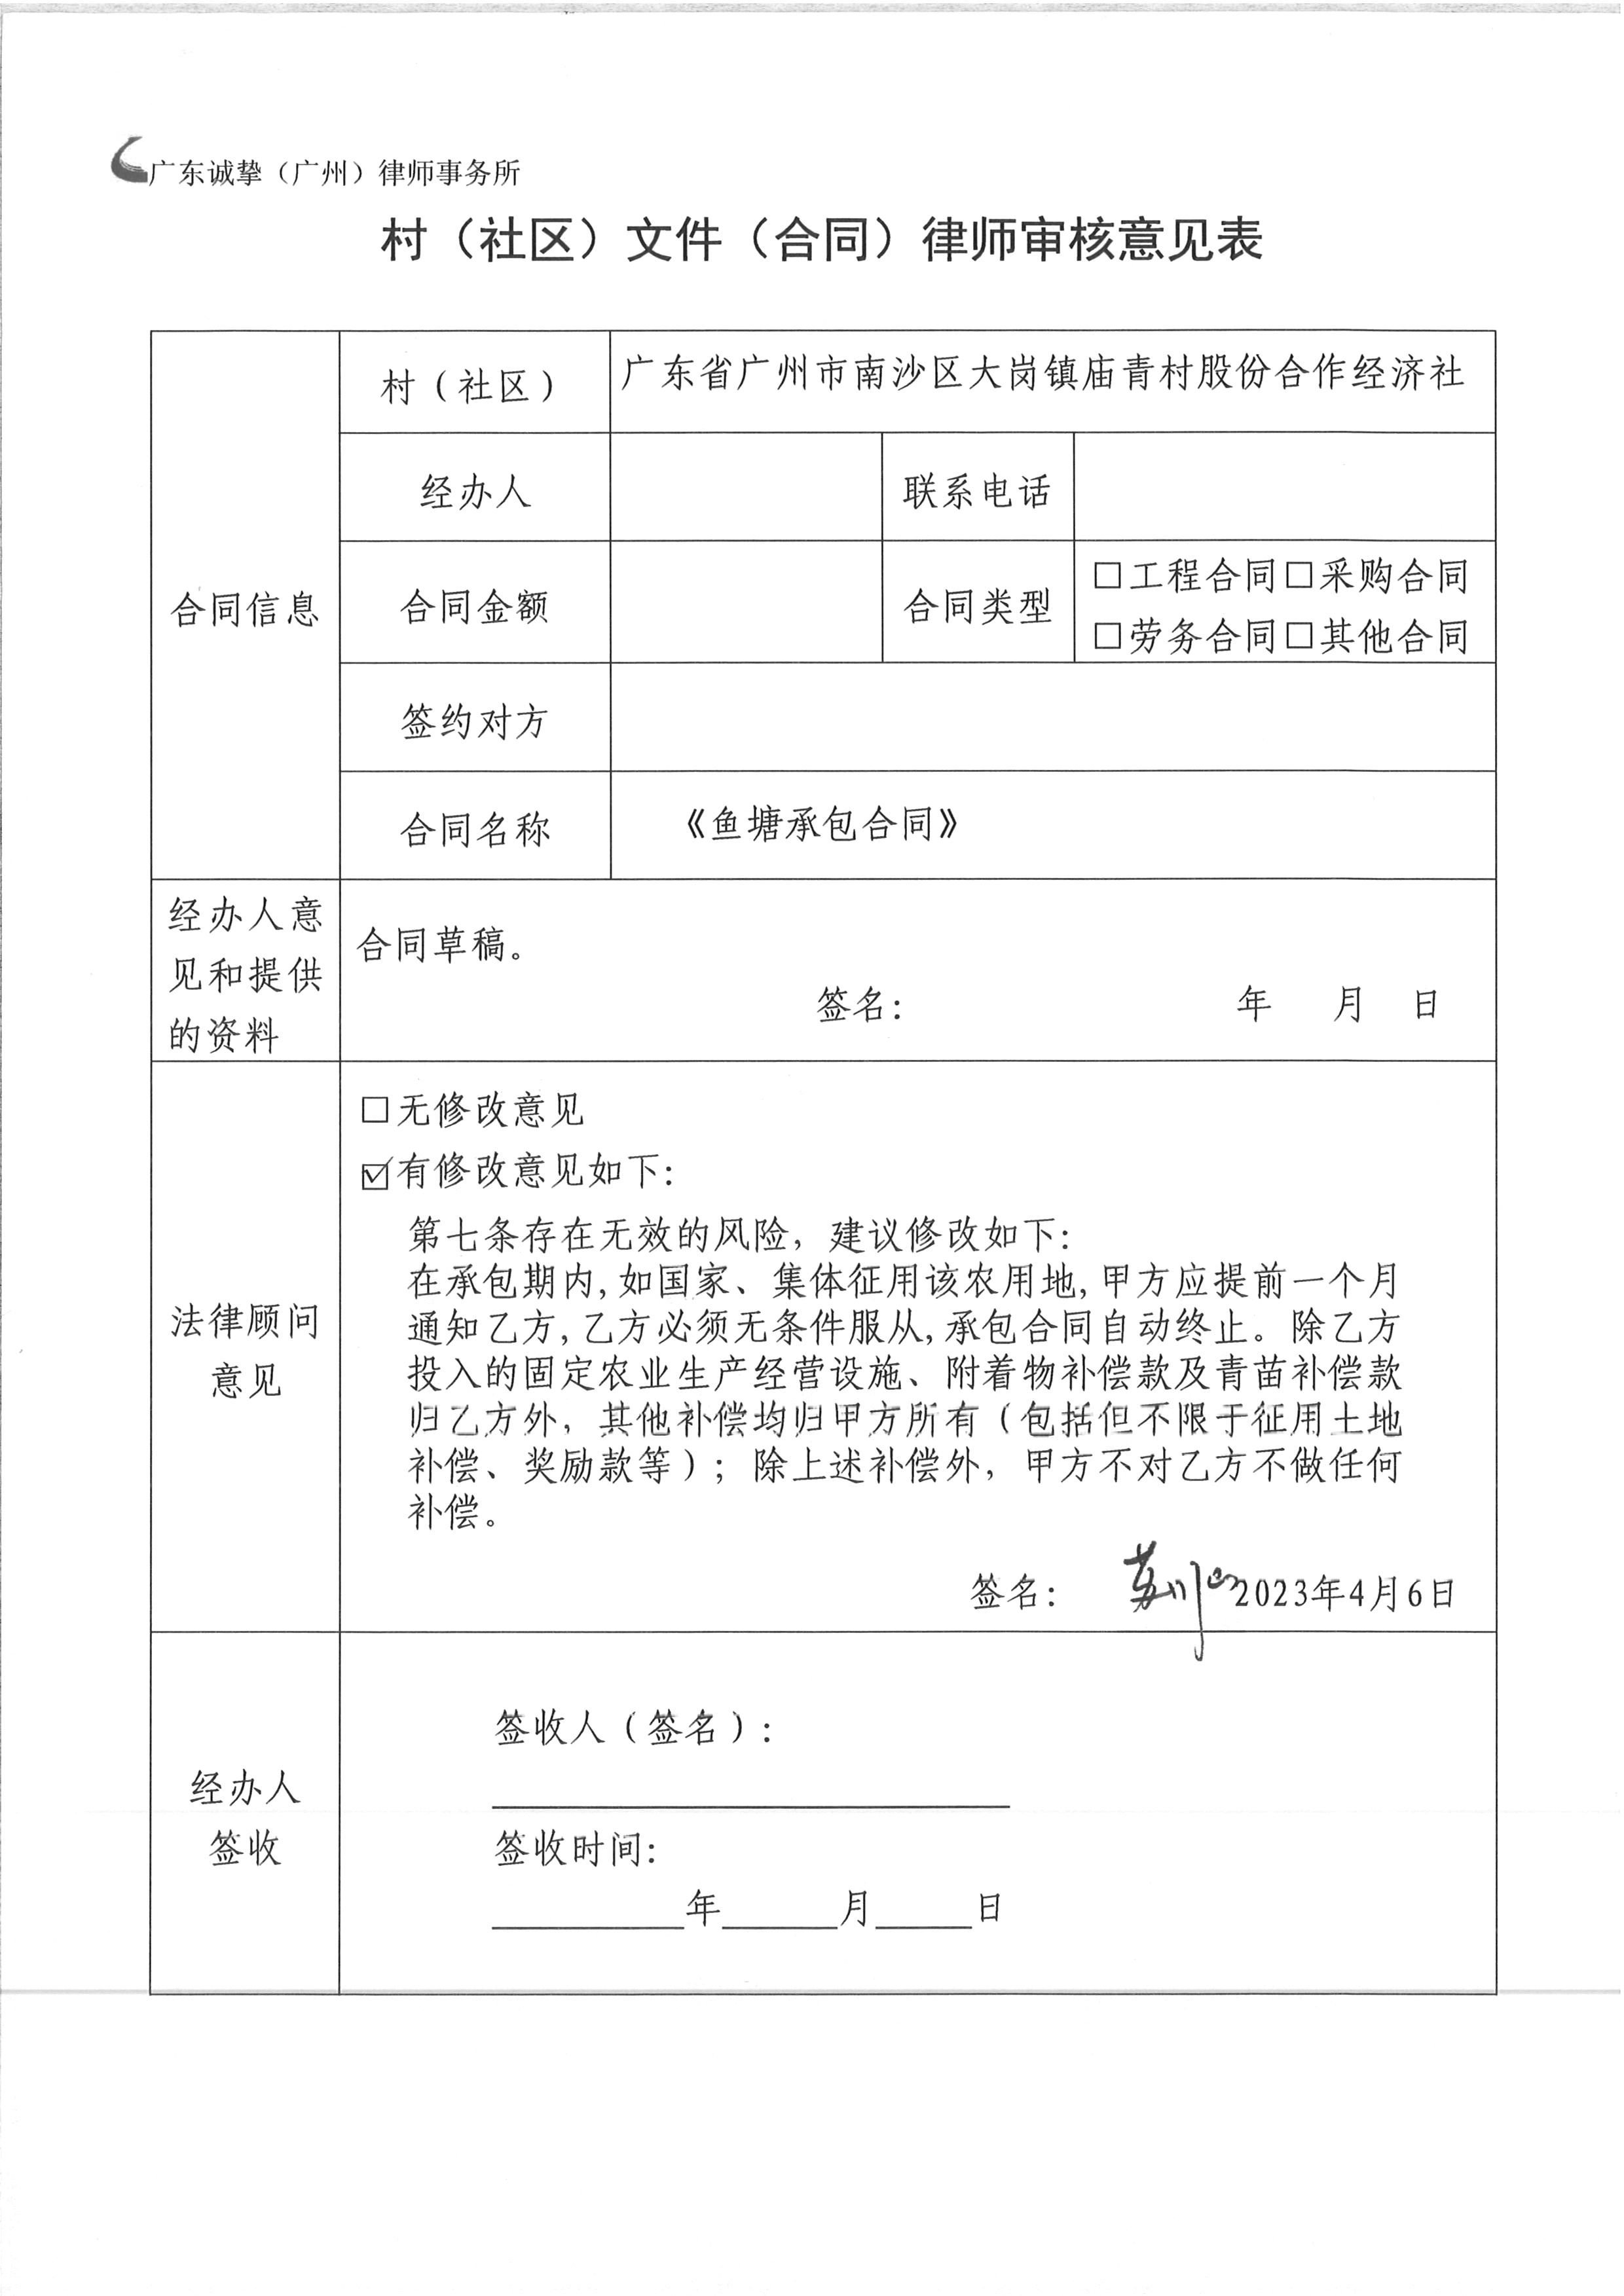 广东诚挚（广州）律师事务所
村（社区）文件（合同）律师审核意见表
合同信息
村（社区）
广东省广州市南沙区大岗镇庙青村股份合作经济社
经办人
联系电话
合同金额
合同类型
□工程合同□采购合同
□劳务合同□其他合同
签约对方
合同名称
《鱼塘承包合同》
经办人意
见和提供
的资料
合同草稿。
签名： 年 月 日
法律顾问
意见
□无修改意见
☑有修改意见如下：
第七条存在无效的风险，建议修改如下：
在承包期内,如国家、集体征用该农用地,甲方应提前一个月
通知乙方,乙方必须无条件服从,承包合同自动终止。除乙方
投入的固定农业生产经营设施、附着物补偿款及青苗补偿款
归乙方外，其他补偿均归甲方所有（包括但不限于征用土地
补偿、奖励款等）；除上述补偿外，甲方不对乙方不做任何
补偿。
签名： 2023年4月6日
经办人
签收
签收人（签名）：
签收时间：
年 月 日